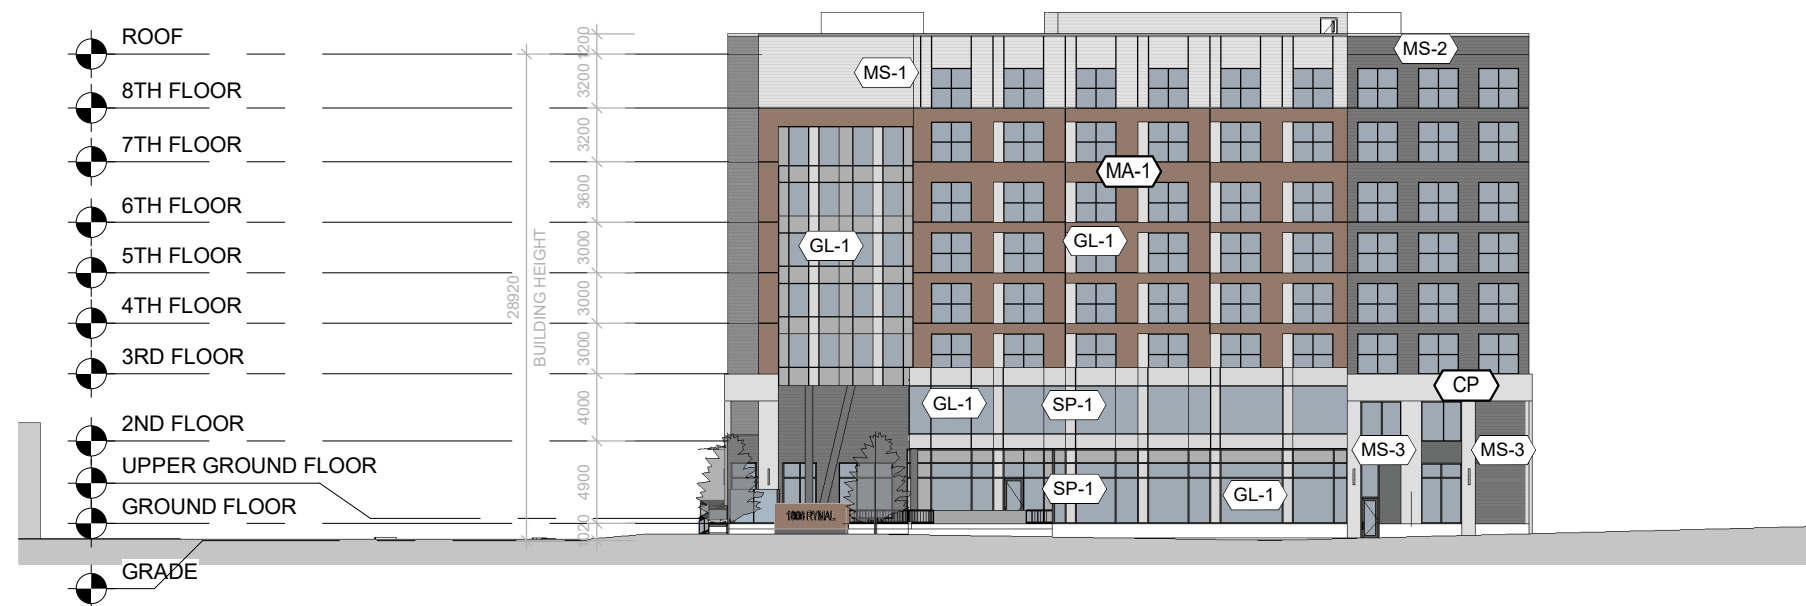 ROOF
8TH FLOOR
7TH FLOOR
6TH FLOOR
5TH FLOOR
4TH FLOOR
3RD FLOOR
2ND FLOOR
UPPER GROUND FLOOR
GROUND FLOOR
GRADE
28920
BUILDING HEIGHT
1200
3200
3200
3600
3000
3000
3000
4000
4900
1020
MS-1
MS-2
MA-1
GL-1
GL-1
CP
GL-1
SP-1
MS-3
MS-3
SP-1
GL-1
RYMAL